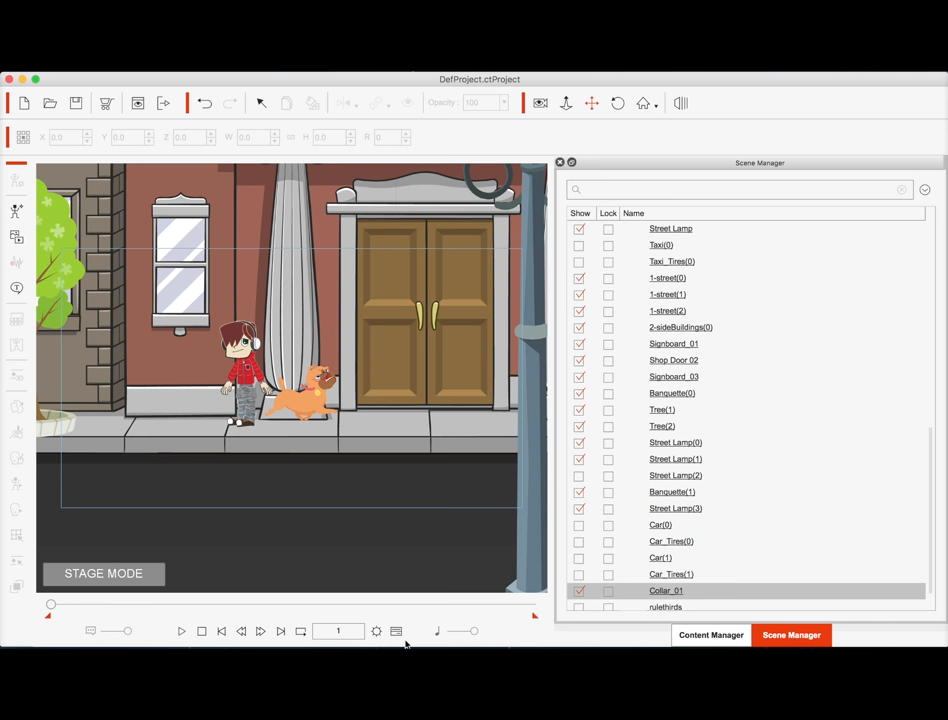 DefProject.ctProject
Opacity : 100
X 0.0 Y 0.0 Z 0.0 W 0.0 H 0.0 R 0
Scene Manager
Show Lock Name
Street Lamp
Taxi(0)
Taxi_Tires(0)
1-street(0)
1-street(1)
1-street(2)
2-sideBuildings(0)
Signboard_01
Shop Door 02
Signboard_03
Banquette(0)
Tree(1)
Tree(2)
Street Lamp(0)
Street Lamp(1)
Street Lamp(2)
Banquette(1)
Street Lamp(3)
Car(0)
Car_Tires(0)
Car(1)
Car_Tires(1)
Collar_01
rulethirds
STAGE MODE
1
Content Manager
Scene Manager